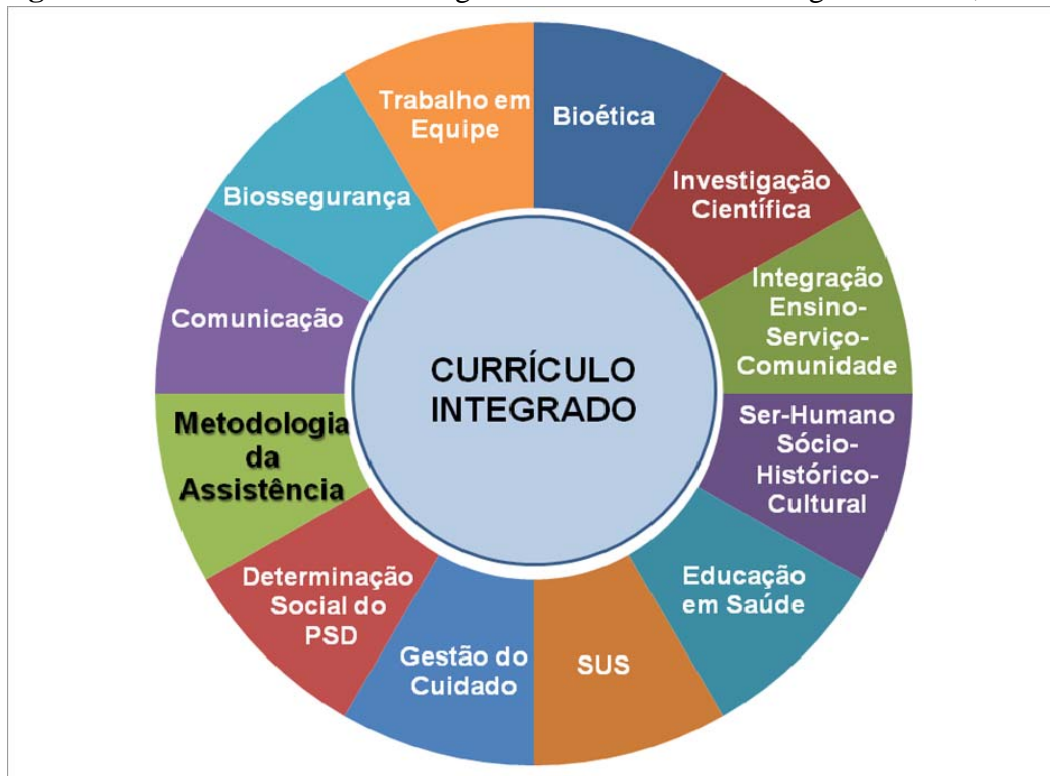 Trabalho em
Equipe
Bioética
Investigação
Científica
Integração
Ensino-
Serviço-
Comunidade
Ser-Humano
Sócio-
Histórico-
Cultural
Educação
em Saúde
SUS
Gestão do
Cuidado
Determinação
Social do
PSD
Metodologia
da
Assistência
Comunicação
Biossegurança
CURRÍCULO
INTEGRADO